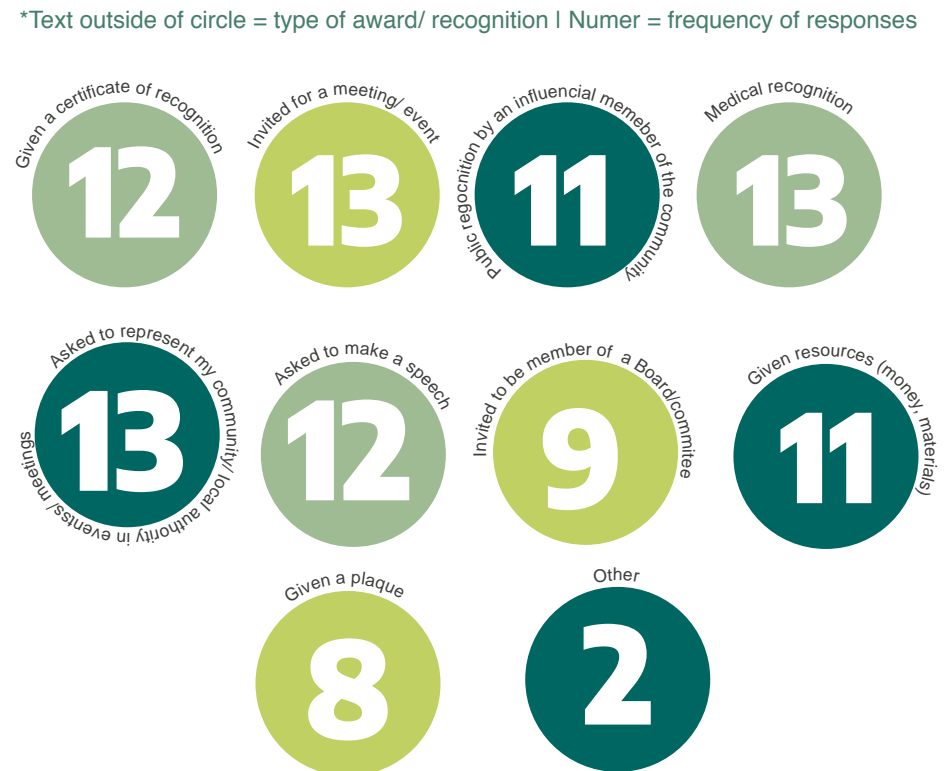 *Text outside of circle = type of award/ recognition I Numer = frequency of responses
Given a certificate of recognition
12
Invited for a meeting/ event
13
Public regocnition by an influencial memeber of the community
11
Medical recognition
13
Asked to represent my community/ local authority in eventss/ meetings
13
Asked to make a speech
12
Invited to be member of a Board/commitee
9
Given resources (money, materials)
11
Given a plaque
8
Other
2